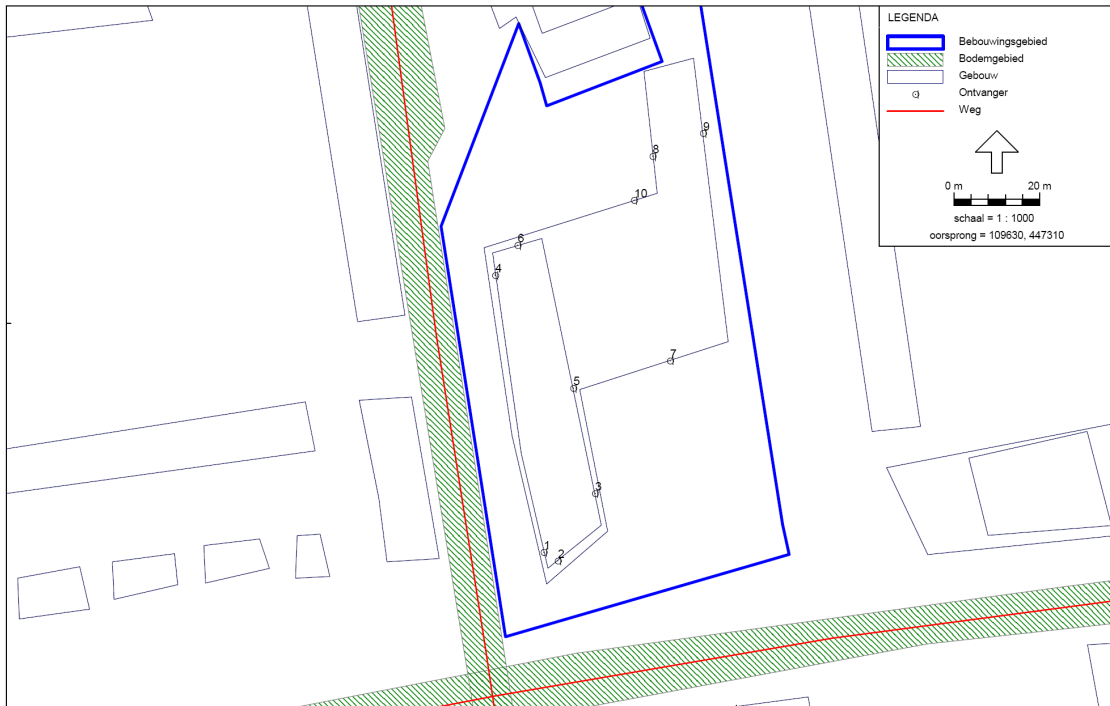 LEGENDA
Bebouwingsgebied
Bodemgebied
Gebouw
Ontvanger
Weg
0 m 20 m
schaal = 1 : 1000
oorsprong = 109630, 447310
9
8
10
6
4
7
5
3
1
2